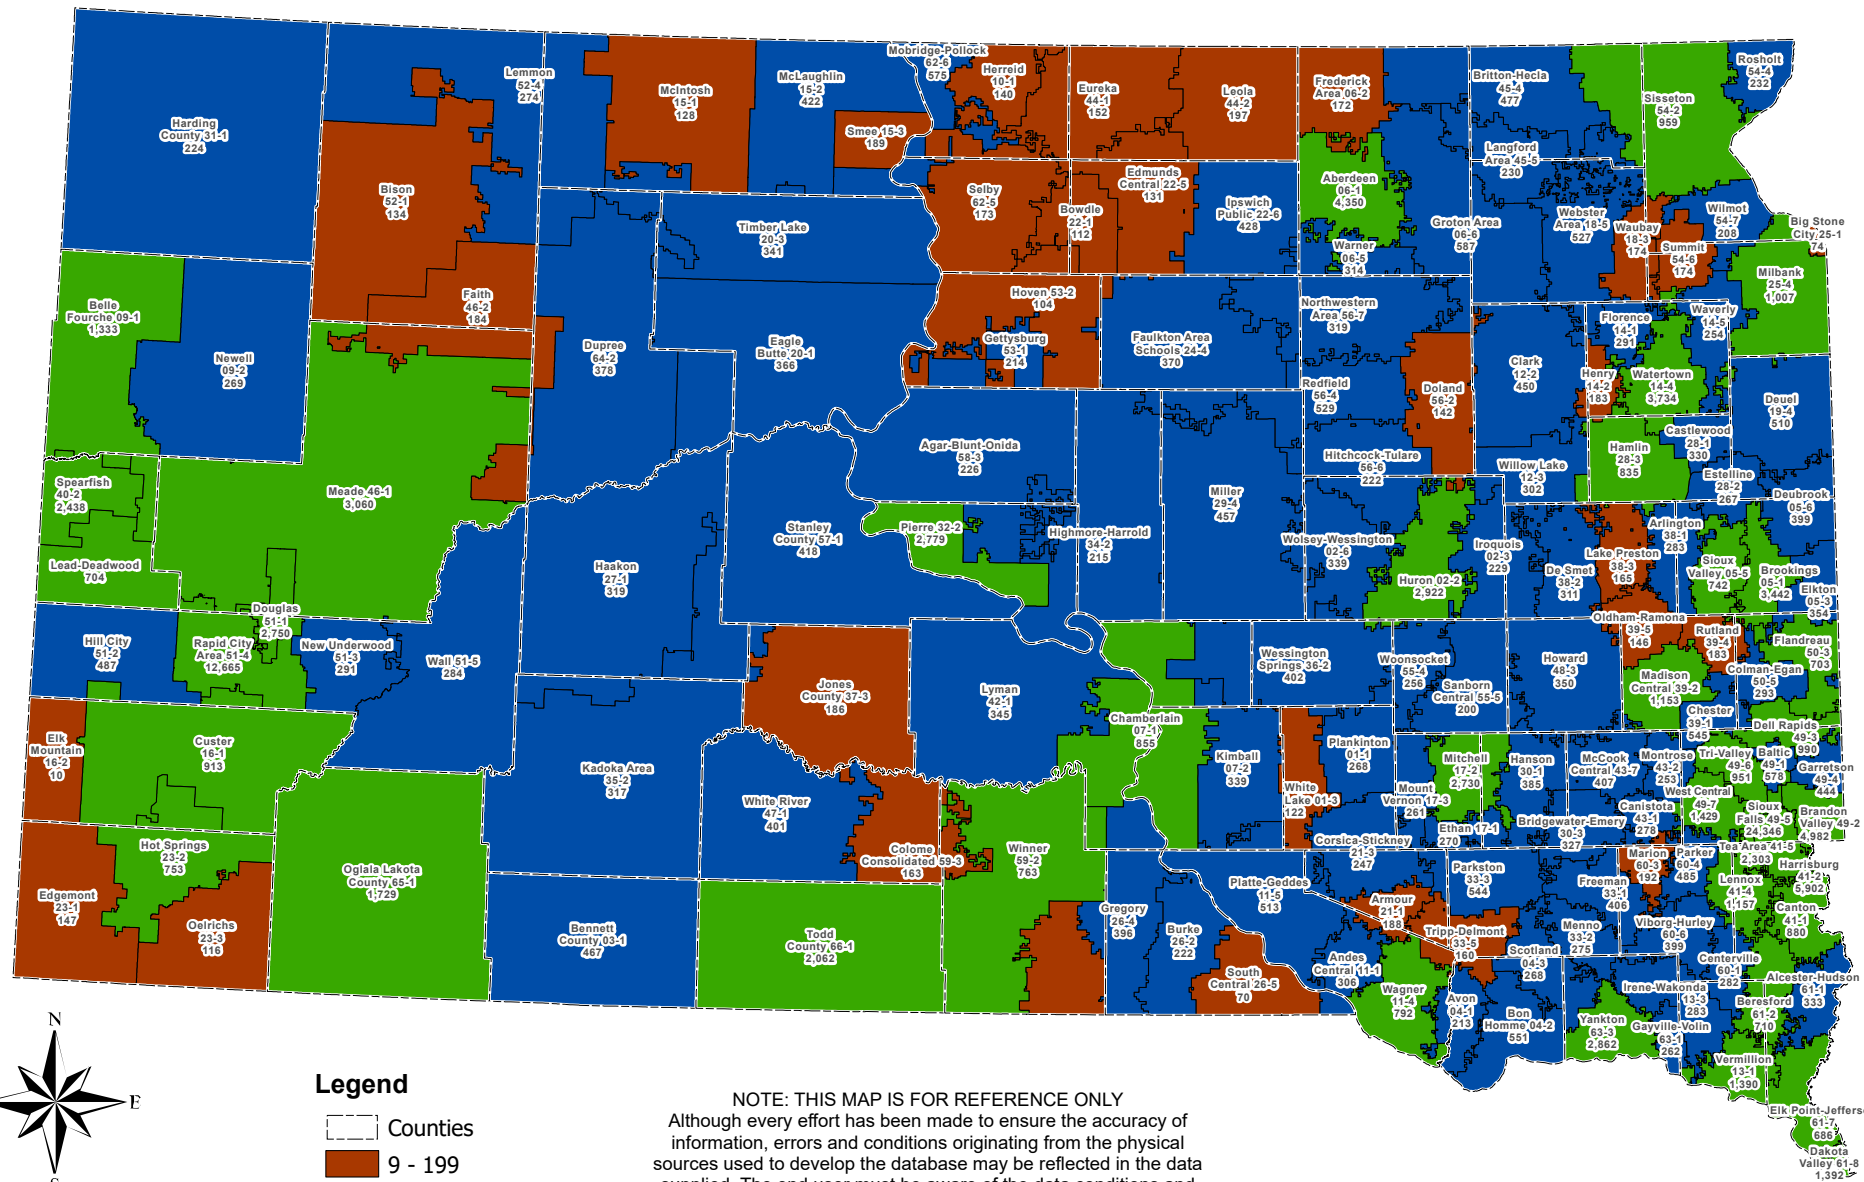 Harding
County 31-1
224
Lemmon
52-4
274
McIntosh
15-1
128
McLaughlin
15-2
422
Smee 15-3
189
Mobridge-Pollock
62-6
575
Herreid
10-1
140
Eureka
44-1
152
Leola
44-2
197
Frederick
Area 06-2
172
Britton-Hecla
45-4
477
Sisseton
54-2
959
Rosholt
54-4
232
Langford
Area 45-5
230
Bison
52-1
134
Faith
46-2
184
Timber Lake
20-3
341
Selby
62-5
173
Bowdle
22-1
112
Edmunds
Central 22-5
131
Ipswich
Public 22-6
428
Aberdeen
06-1
4,350
Warner
06-5
314
Groton Area
06-6
587
Webster
Area 18-5
527
Waubay
18-3
174
Summit
54-6
174
Wilmot
54-7
208
Big Stone
City 25-1
74
Milbank
25-4
1,007
Belle
Fourche 09-1
1,333
Newell
09-2
269
Dupree
64-2
378
Eagle
Butte 20-1
366
Hoven 53-2
104
Gettysburg
53-1
214
Faulkton Area
Schools 24-4
370
Northwestern
Area 56-7
319
Redfield
56-4
529
Doland
56-2
142
Clark
12-2
450
Florence
14-1
291
Henry
14-2
183
Watertown
14-4
3,734
Waverly
14-5
254
Deuel
19-4
510
Castlewood
28-1
330
Hamlin
28-3
835
Estelline
28-2
267
Deubrook
05-6
399
Spearfish
40-2
2,438
Lead-Deadwood
704
Meade 46-1
3,060
Agar-Blunt-Onida
58-3
226
Hitchcock-Tulare
56-6
222
Willow Lake
12-3
302
Miller
29-4
457
Stanley
County 57-1
418
Pierre 32-2
2,779
Highmore-Harrold
34-2
215
Wolsey-Wessington
02-6
339
Huron 02-2
2,922
Iroquois
02-3
229
De Smet
38-2
311
Lake Preston
38-3
165
Arlington
38-1
283
Sioux
Valley 05-5
742
Brookings
05-1
3,442
Elkton
05-3
354
Haakon
27-1
319
Douglas
51-1
2,750
Hill City
51-2
487
Rapid City
Area 51-4
12,665
New Underwood
51-3
291
Wall 51-5
284
Jones
County 37-3
186
Lyman
42-1
345
Chamberlain
07-1
855
Wessington
Springs 36-2
402
Woonsocket
55-4
256
Sanborn
Central 55-5
200
Howard
48-3
350
Oldham-Ramona
39-5
146
Rutland
39-4
183
Madison
Central 39-2
1,153
Flandreau
50-3
703
Colman-Egan
50-5
293
Chester
39-1
545
Dell Rapids
49-3
990
Elk
Mountain
16-2
10
Custer
16-1
913
Kadoka Area
35-2
317
White River
47-1
401
Kimball
07-2
339
White
Lake 01-3
122
Plankinton
01-1
268
Mount
Vernon 17-3
261
Mitchell
17-2
2,730
Ethan 17-1
270
Hanson
30-1
385
McCook
Central 43-7
407
Montrose
43-2
253
Tri-Valley
49-6
951
Baltic
49-1
578
Garretson
49-4
444
West Central
49-7
1,429
Canistota
43-1
278
Bridgewater-Emery
30-3
327
Sioux
Falls 49-5
24,346
Brandon
Valley 49-2
4,982
Hot Springs
23-2
753
Edgemont
23-1
147
Oelrichs
23-3
116
Oglala Lakota
County 65-1
1,729
Bennett
County 03-1
467
Todd
County 66-1
2,062
Colome
Consolidated 59-3
163
Winner
59-2
763
Gregory
26-4
396
Burke
26-2
222
South
Central 26-5
70
Platte-Geddes
11-5
513
Corsica-Stickney
21-3
247
Armour
21-1
188
Andes
Central 11-1
306
Wagner
11-4
792
Parkston
33-3
544
Tripp-Delmont
33-5
160
Avon
04-1
213
Bon
Homme 04-2
551
Scotland
04-3
268
Menno
33-2
275
Freeman
33-1
406
Marion
60-3
192
Parker
60-4
485
Tea Area 41-5
2,303
Harrisburg
41-2
5,902
Lennox
41-4
1,157
Canton
41-1
880
Viborg-Hurley
60-6
399
Centerville
60-1
282
Alcester-Hudson
61-1
333
Beresford
61-2
710
Irene-Wakonda
13-3
283
Yankton
63-3
2,862
Gayville-Volin
63-1
262
Vermillion
13-1
1,390
Elk Point-Jeffers
61-7
686
Dakota
Valley 61-8
1,392
N
E
Legend
Counties
9 - 199
NOTE: THIS MAP IS FOR REFERENCE ONLY
Although every effort has been made to ensure the accuracy of
information, errors and conditions originating from the physical
sources used to develop the database may be reflected in the data
supplied. The end user must be aware of the data conditions and